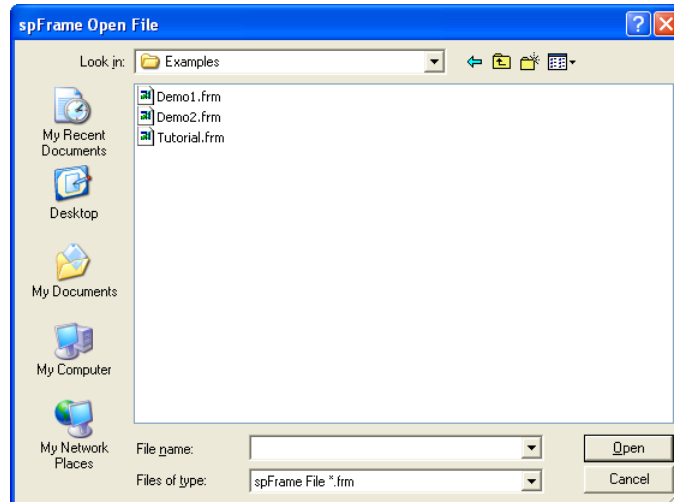 spFrame Open File
Look in: Examples
Demo1.frm
Demo2.frm
Tutorial.frm
My Recent
Documents
Desktop
My Documents
My Computer
My Network
Places
File name:
Open
Files of type: spFrame File *.frm
Cancel